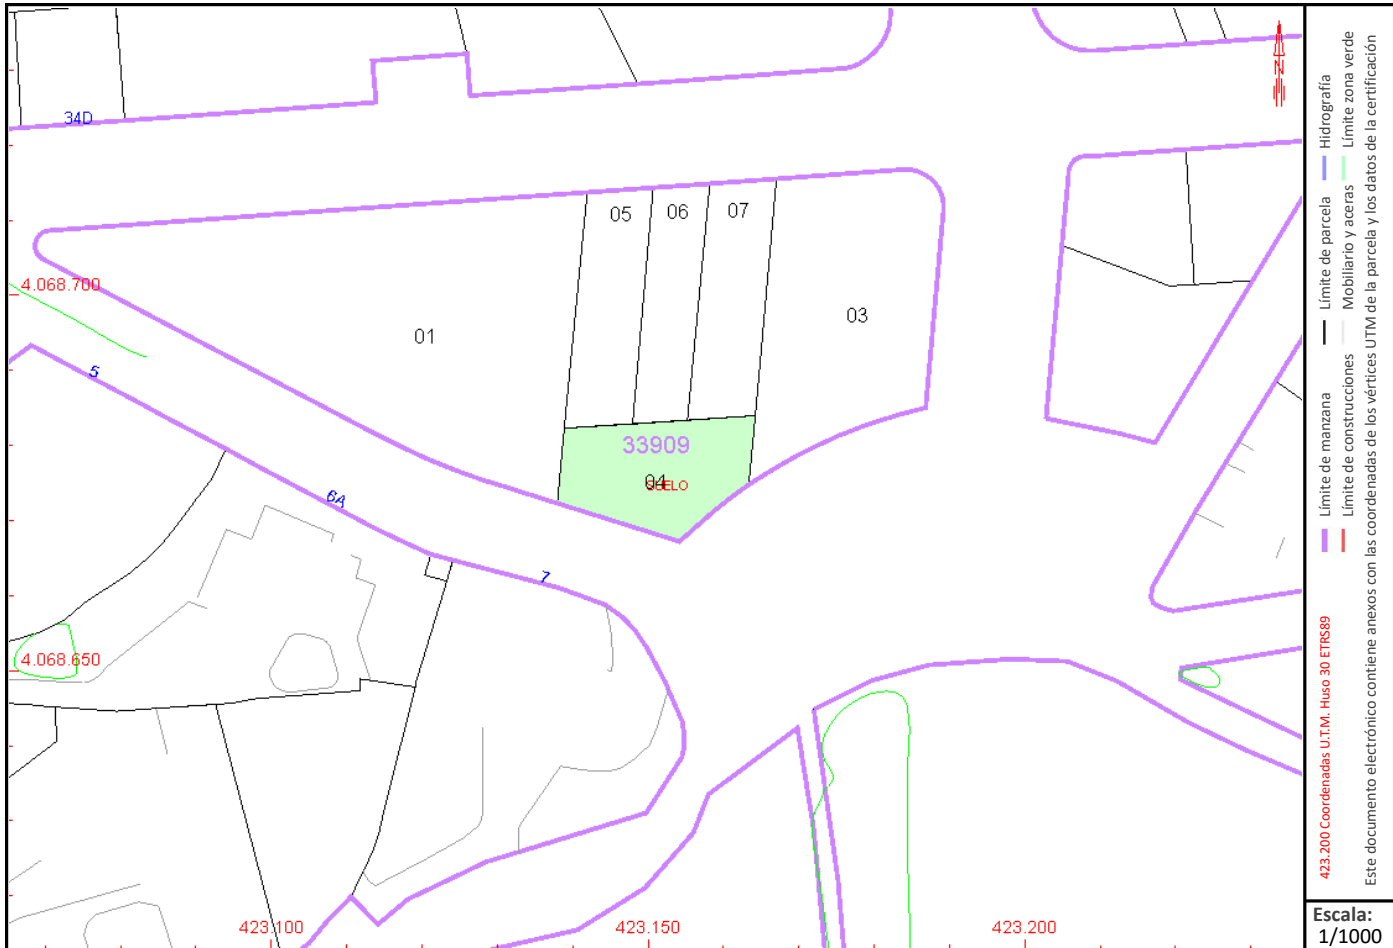 34D
05
06
07
4.068.700
01
03
5
33909
04
SUELO
6A
7
4.068.650
423.100
423.150
423.200
N
Límite de manzana
Límite de parcela
Hidrografía
Límite de construcciones
Mobiliario y aceras
Límite zona verde
423.200 Coordenadas U.T.M. Huso 30 ETRS89
Este documento electrónico contiene anexos con las coordenadas de los vértices UTM de la parcela y los datos de la certificación
Escala:
1/1000